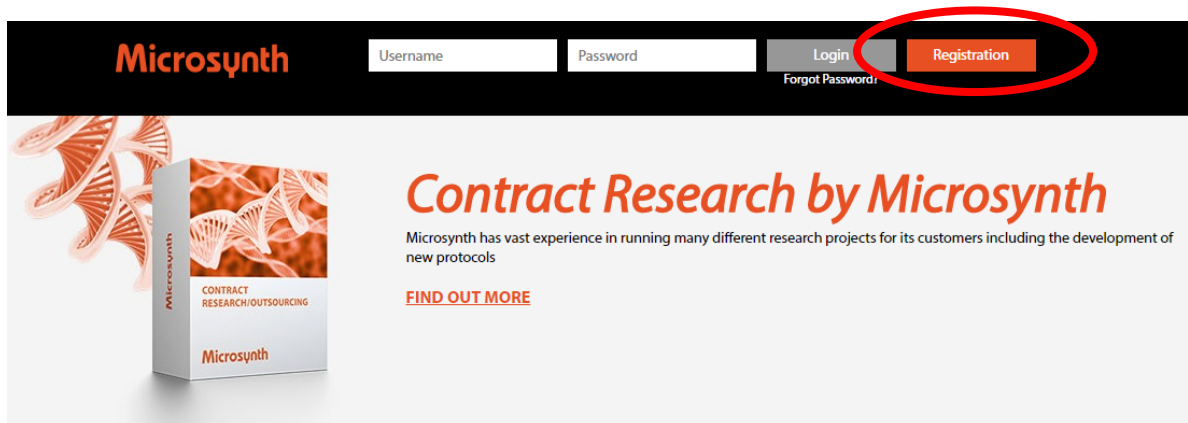 Microsynth
Username
Password
Login
Registration
Forgot Password?
Contract Research by Microsynth
Microsynth has vast experience in running many different research projects for its customers including the development of
new protocols
FIND OUT MORE
Microsynth
CONTRACT
RESEARCH/OUTSOURCING
Microsynth